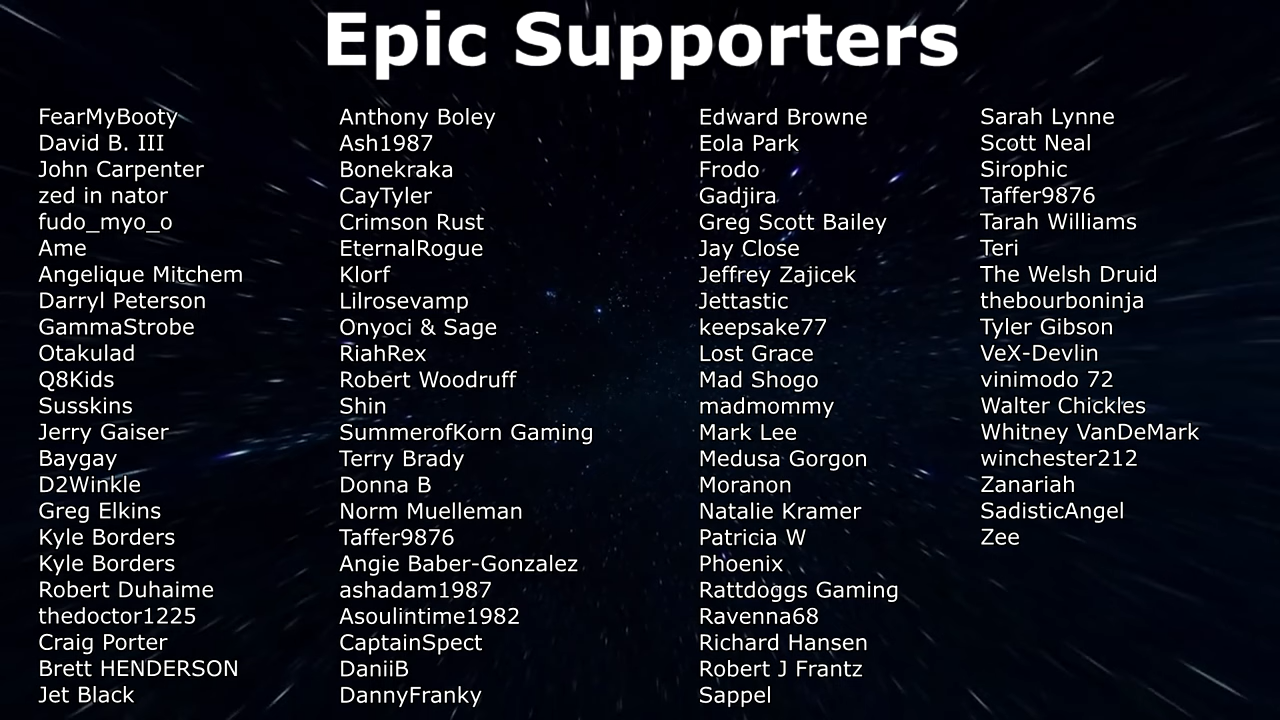 Epic Supporters
FearMyBooty
David B. III
John Carpenter
zed in nator
fudo_myo_o
Ame
Angelique Mitchem
Darryl Peterson
GammaStrobe
Otakulad
Q8Kids
Susskins
Jerry Gaiser
Baygay
D2Winkle
Greg Elkins
Kyle Borders
Kyle Borders
Robert Duhaime
thedoctor1225
Craig Porter
Brett HENDERSON
Jet Black
Anthony Boley
Ash1987
Bonekraka
CayTyler
Crimson Rust
EternalRogue
Klorf
Lilrosevamp
Onyoci & Sage
RiahRex
Robert Woodruff
Shin
SummerofKorn Gaming
Terry Brady
Donna B
Norm Muelleman
Taffer9876
Angie Baber-Gonzalez
ashadam1987
Asoulintime1982
CaptainSpect
DaniiB
DannyFranky
Edward Browne
Eola Park
Frodo
Gadjira
Greg Scott Bailey
Jay Close
Jeffrey Zajicek
Jettastic
keepsake77
Lost Grace
Mad Shogo
madmommy
Mark Lee
Medusa Gorgon
Moranon
Natalie Kramer
Patricia W
Phoenix
Rattdoggs Gaming
Ravenna68
Richard Hansen
Robert J Frantz
Sappel
Sarah Lynne
Scott Neal
Sirophic
Taffer9876
Tarah Williams
Teri
The Welsh Druid
thebourboninja
Tyler Gibson
VeX-Devlin
vinimodo 72
Walter Chickles
Whitney VanDeMark
winchester212
Zanariah
SadisticAngel
Zee